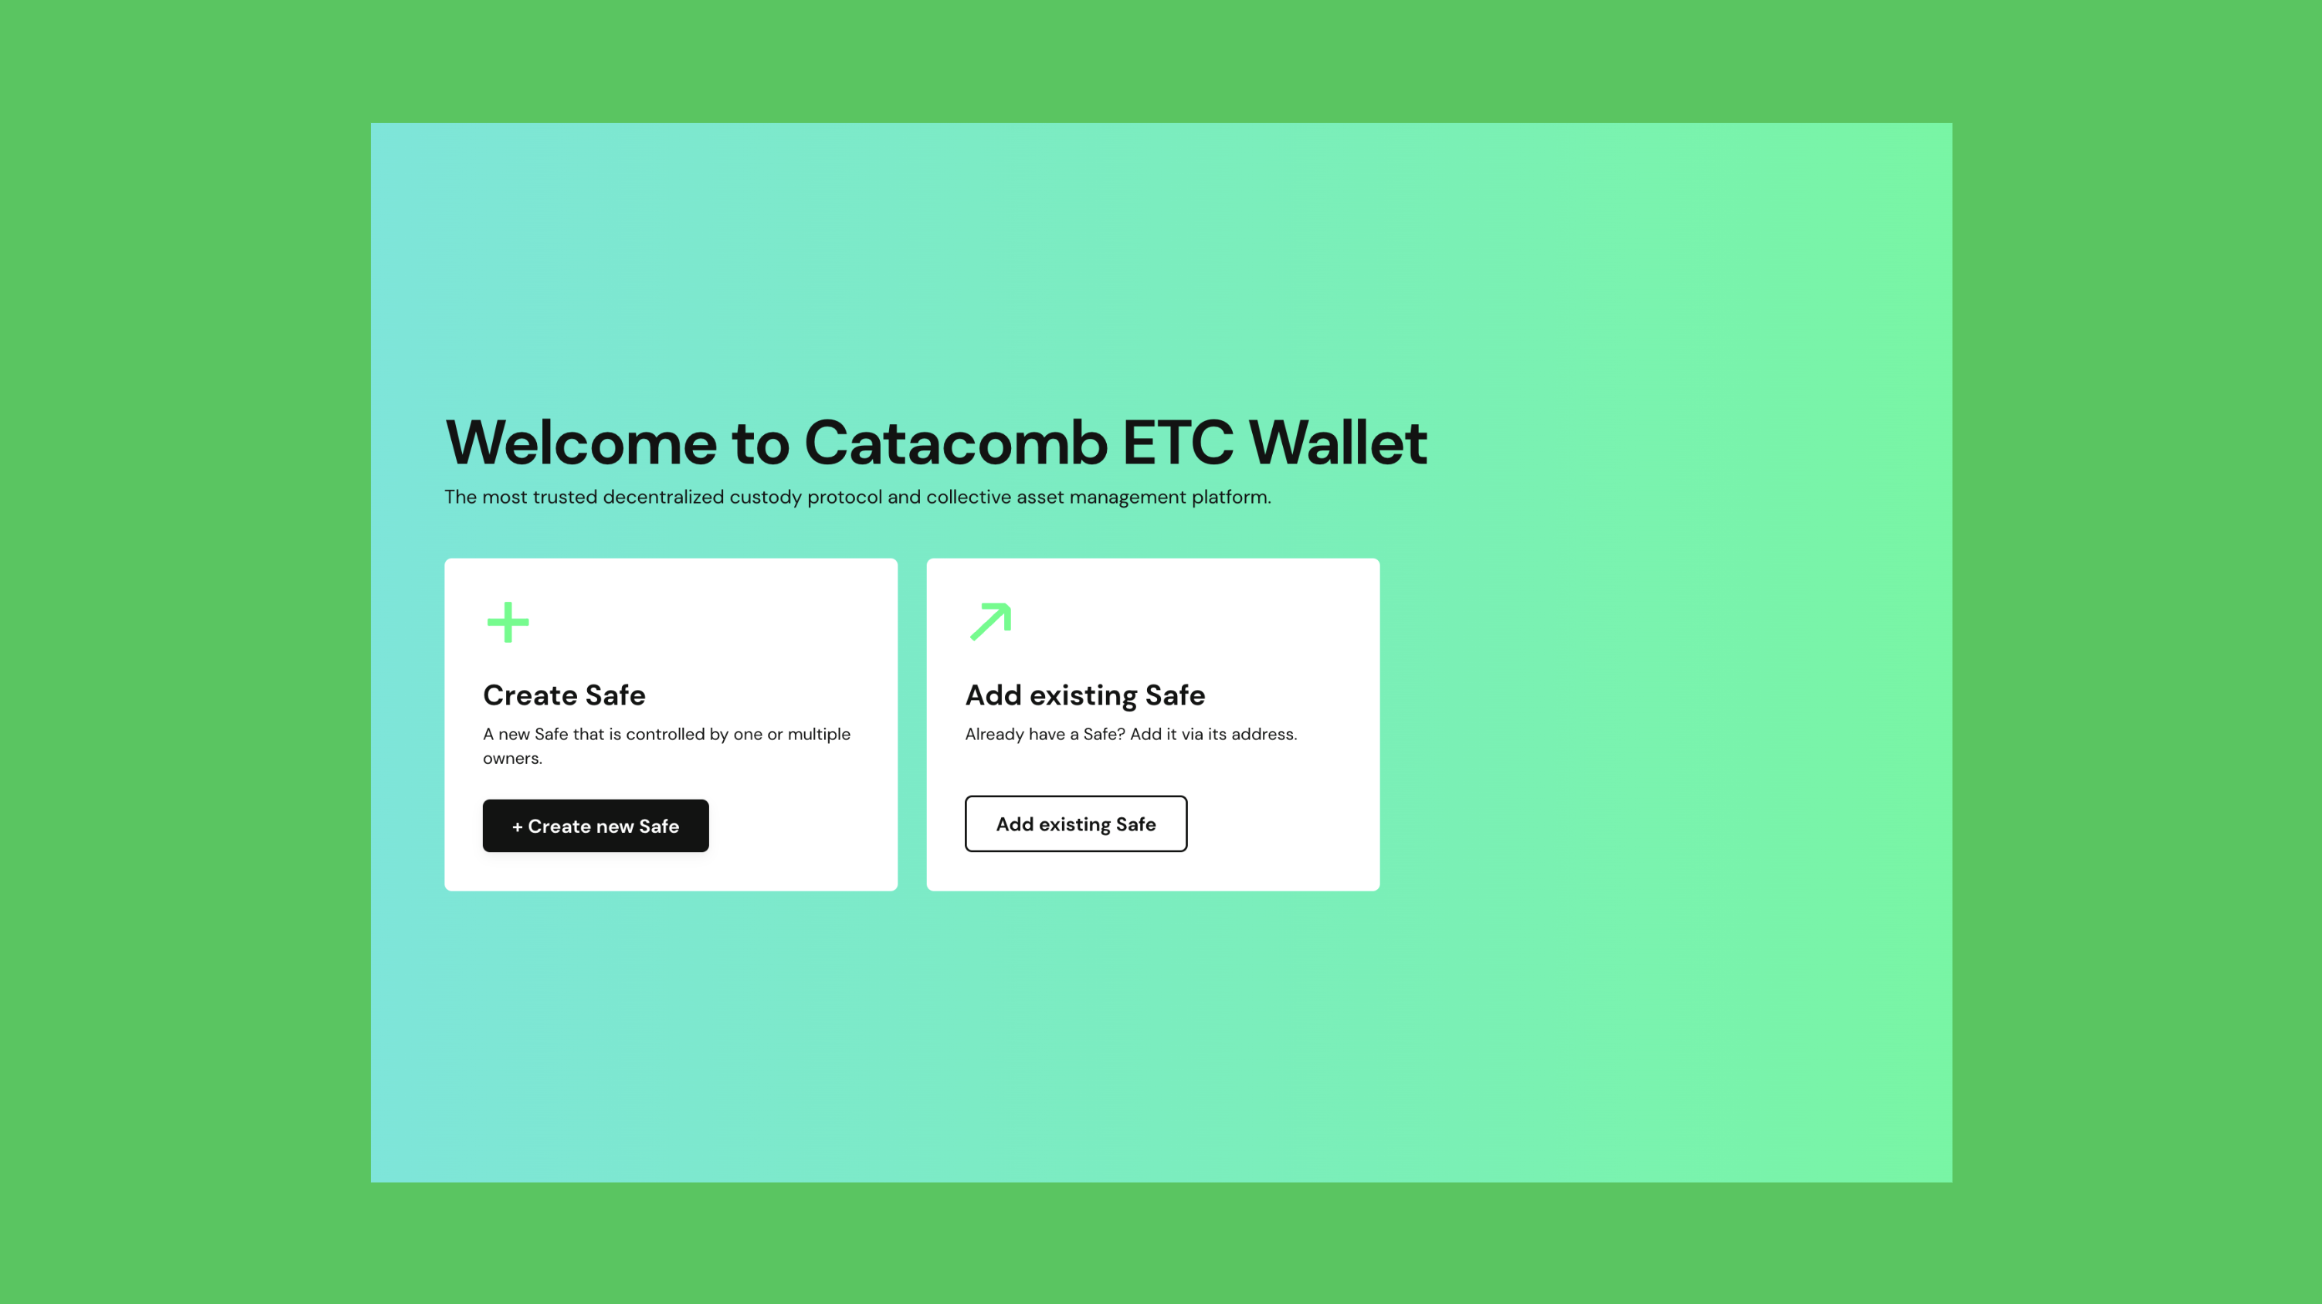 Welcome to Catacomb ETC Wallet
The most trusted decentralized custody protocol and collective asset management platform.
Create Safe
A new Safe that is controlled by one or multiple
owners.
+ Create new Safe
Add existing Safe
Already have a Safe? Add it via its address.
Add existing Safe